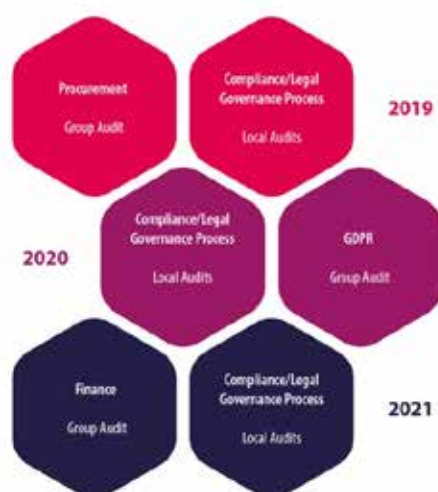 Procurement
Group Audit
Compliance/Legal
Governance Process
Local Audits
2019
2020
Compliance/Legal
Governance Process
Local Audits
GDPR
Group Audit
Finance
Group Audit
Compliance/Legal
Governance Process
Local Audits
2021